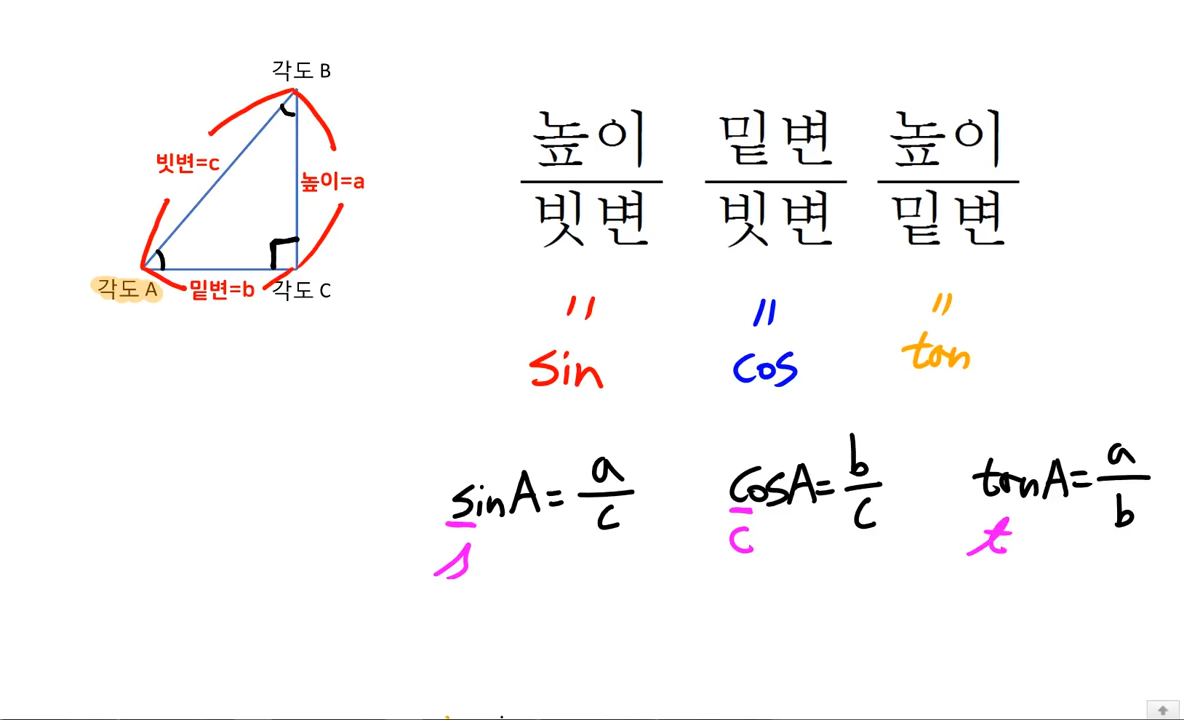 각도 B
빗변=c
높이=a
각도 A
밑변=b
각도 C
높이 밑변 높이
빗변 빗변 밑변
= = =
sin cos tan
sinA= a/c cosA= b/c tanA= a/b
s c t